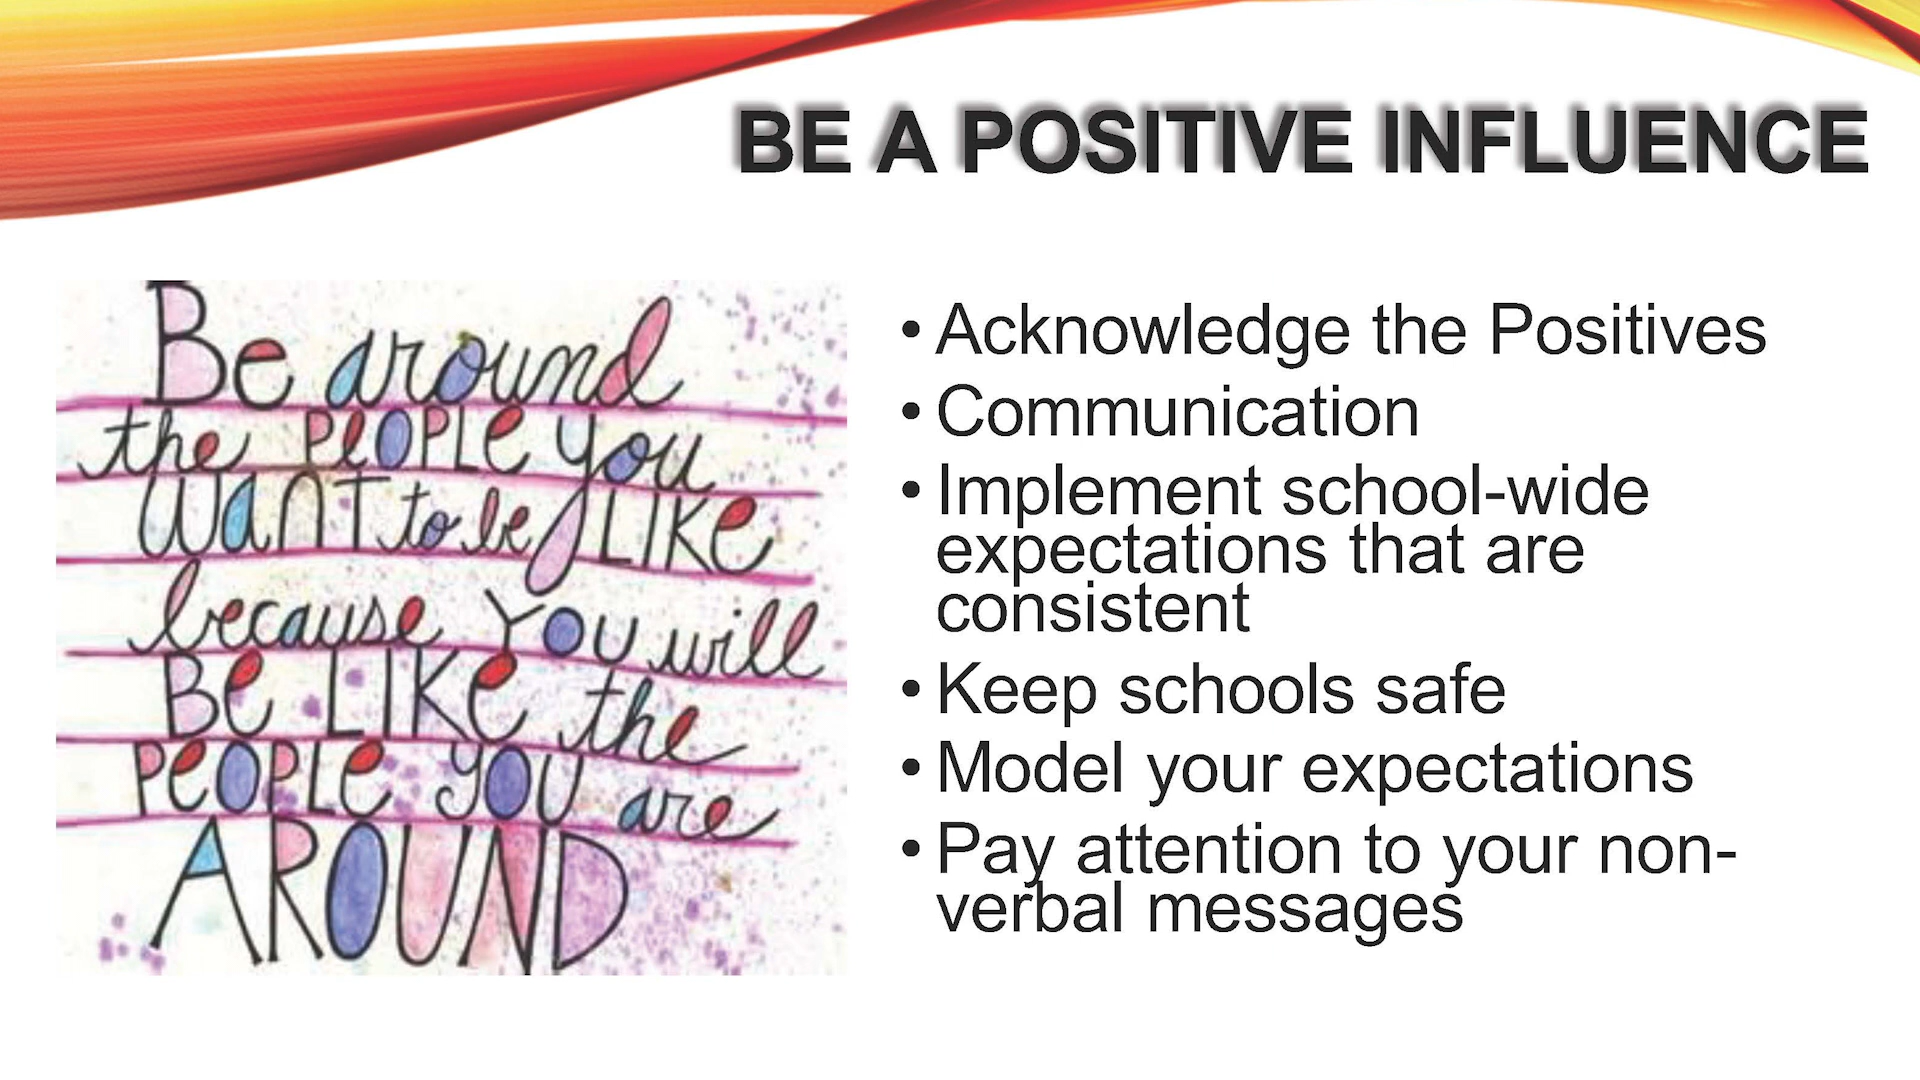 BE A POSITIVE INFLUENCE
Be around
the PEOPLE you
WANT to be LIKE
because YOU will
BE LIKE the
PEOPLE YOU are
AROUND
• Acknowledge the Positives
• Communication
• Implement school-wide
expectations that are
consistent
• Keep schools safe
• Model your expectations
• Pay attention to your non-
verbal messages